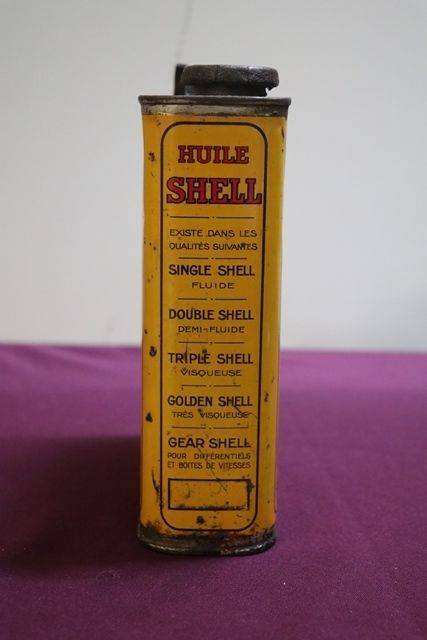 HUILE
SHELL
EXISTE DANS LES
QUALITÉS SUIVANTES
SINGLE SHELL
FLUIDE
DOUBLE SHELL
DEMI-FLUIDE
TRIPLE SHELL
VISQUEUSE
GOLDEN SHELL
TRÈS VISQUEUSE
GEAR SHELL
POUR DIFFÉRENTIELS
ET BOITES DE VITESSES